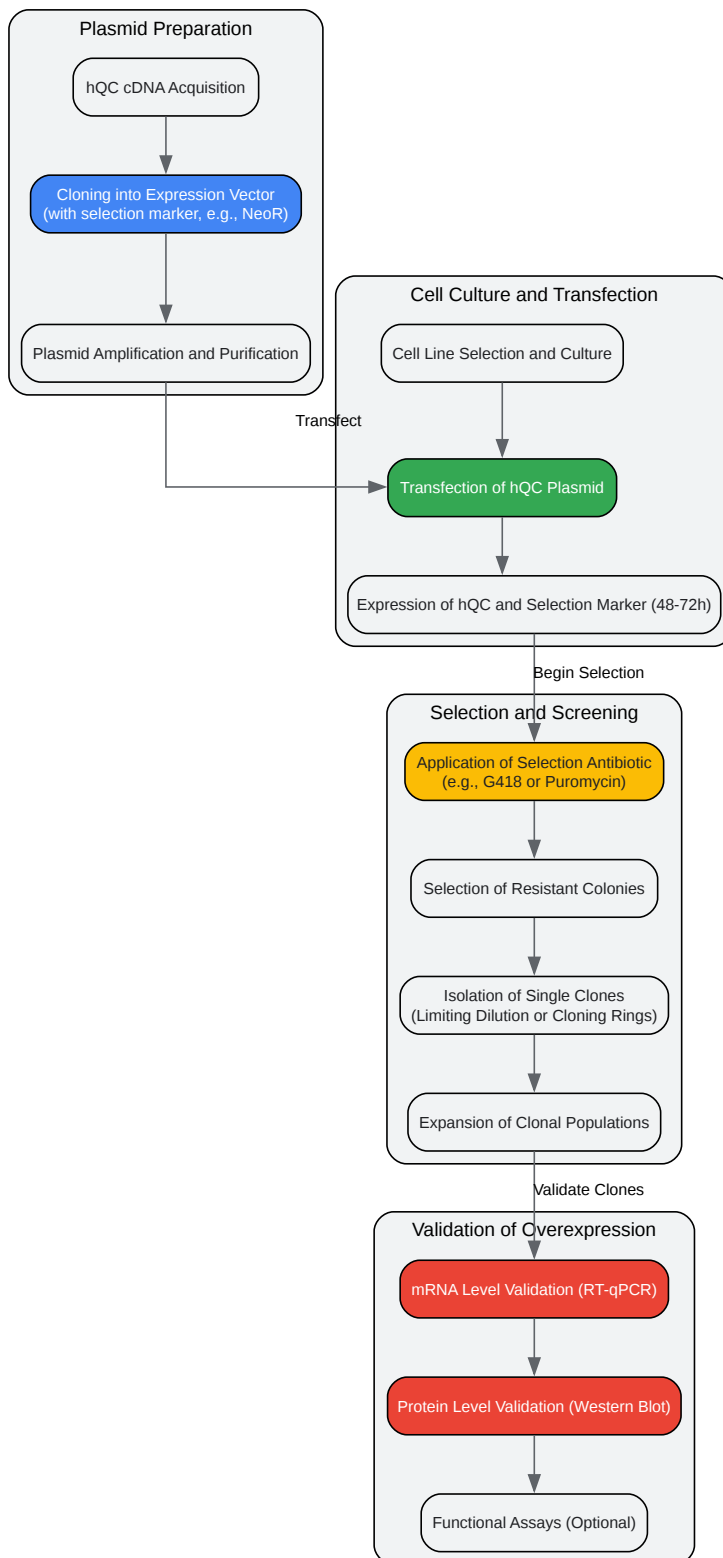 Plasmid Preparation
hQC cDNA Acquisition
Cloning into Expression Vector
(with selection marker, e.g., NeoR)
Plasmid Amplification and Purification
Transfect
Cell Culture and Transfection
Cell Line Selection and Culture
Transfection of hQC Plasmid
Expression of hQC and Selection Marker (48-72h)
Begin Selection
Selection and Screening
Application of Selection Antibiotic
(e.g., G418 or Puromycin)
Selection of Resistant Colonies
Isolation of Single Clones
(Limiting Dilution or Cloning Rings)
Expansion of Clonal Populations
Validate Clones
Validation of Overexpression
mRNA Level Validation (RT-qPCR)
Protein Level Validation (Western Blot)
Functional Assays (Optional)